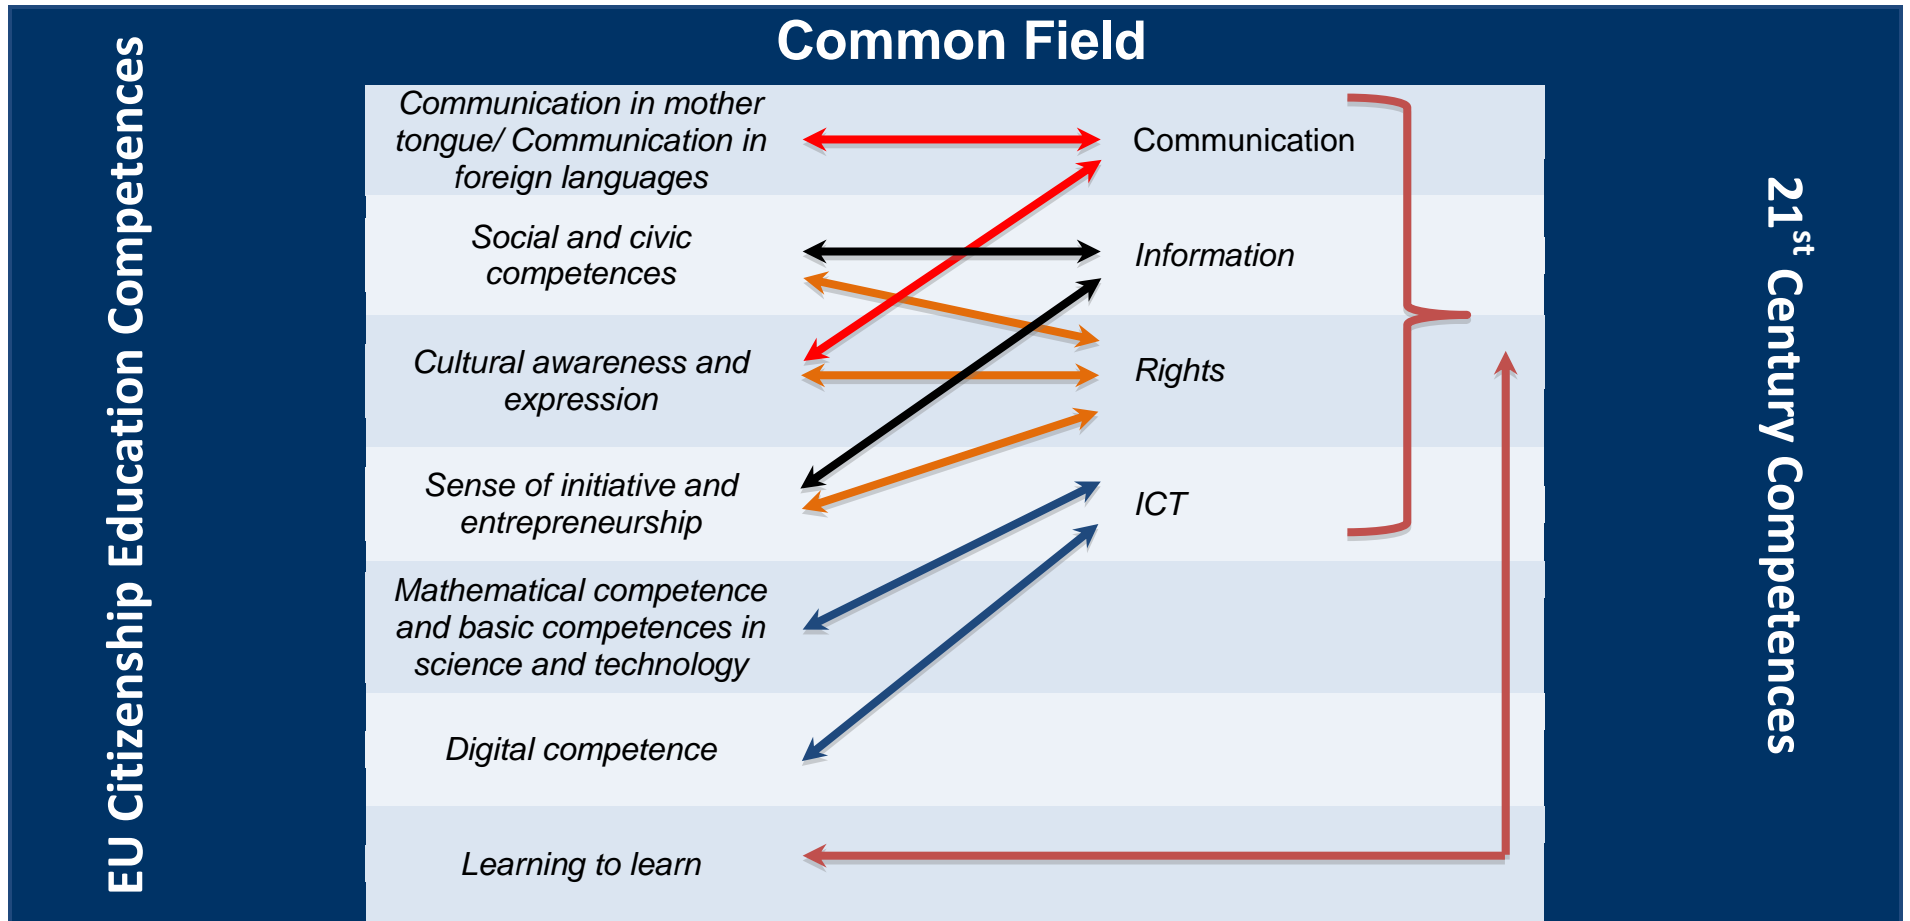 Common Field
EU Citizenship Education Competences
Communication in mother
tongue/ Communication in
foreign languages
Communication
Social and civic
competences
Information
Cultural awareness and
expression
Rights
Sense of initiative and
entrepreneurship
ICT
Mathematical competence
and basic competences in
science and technology
Digital competence
Learning to learn
21st Century Competences